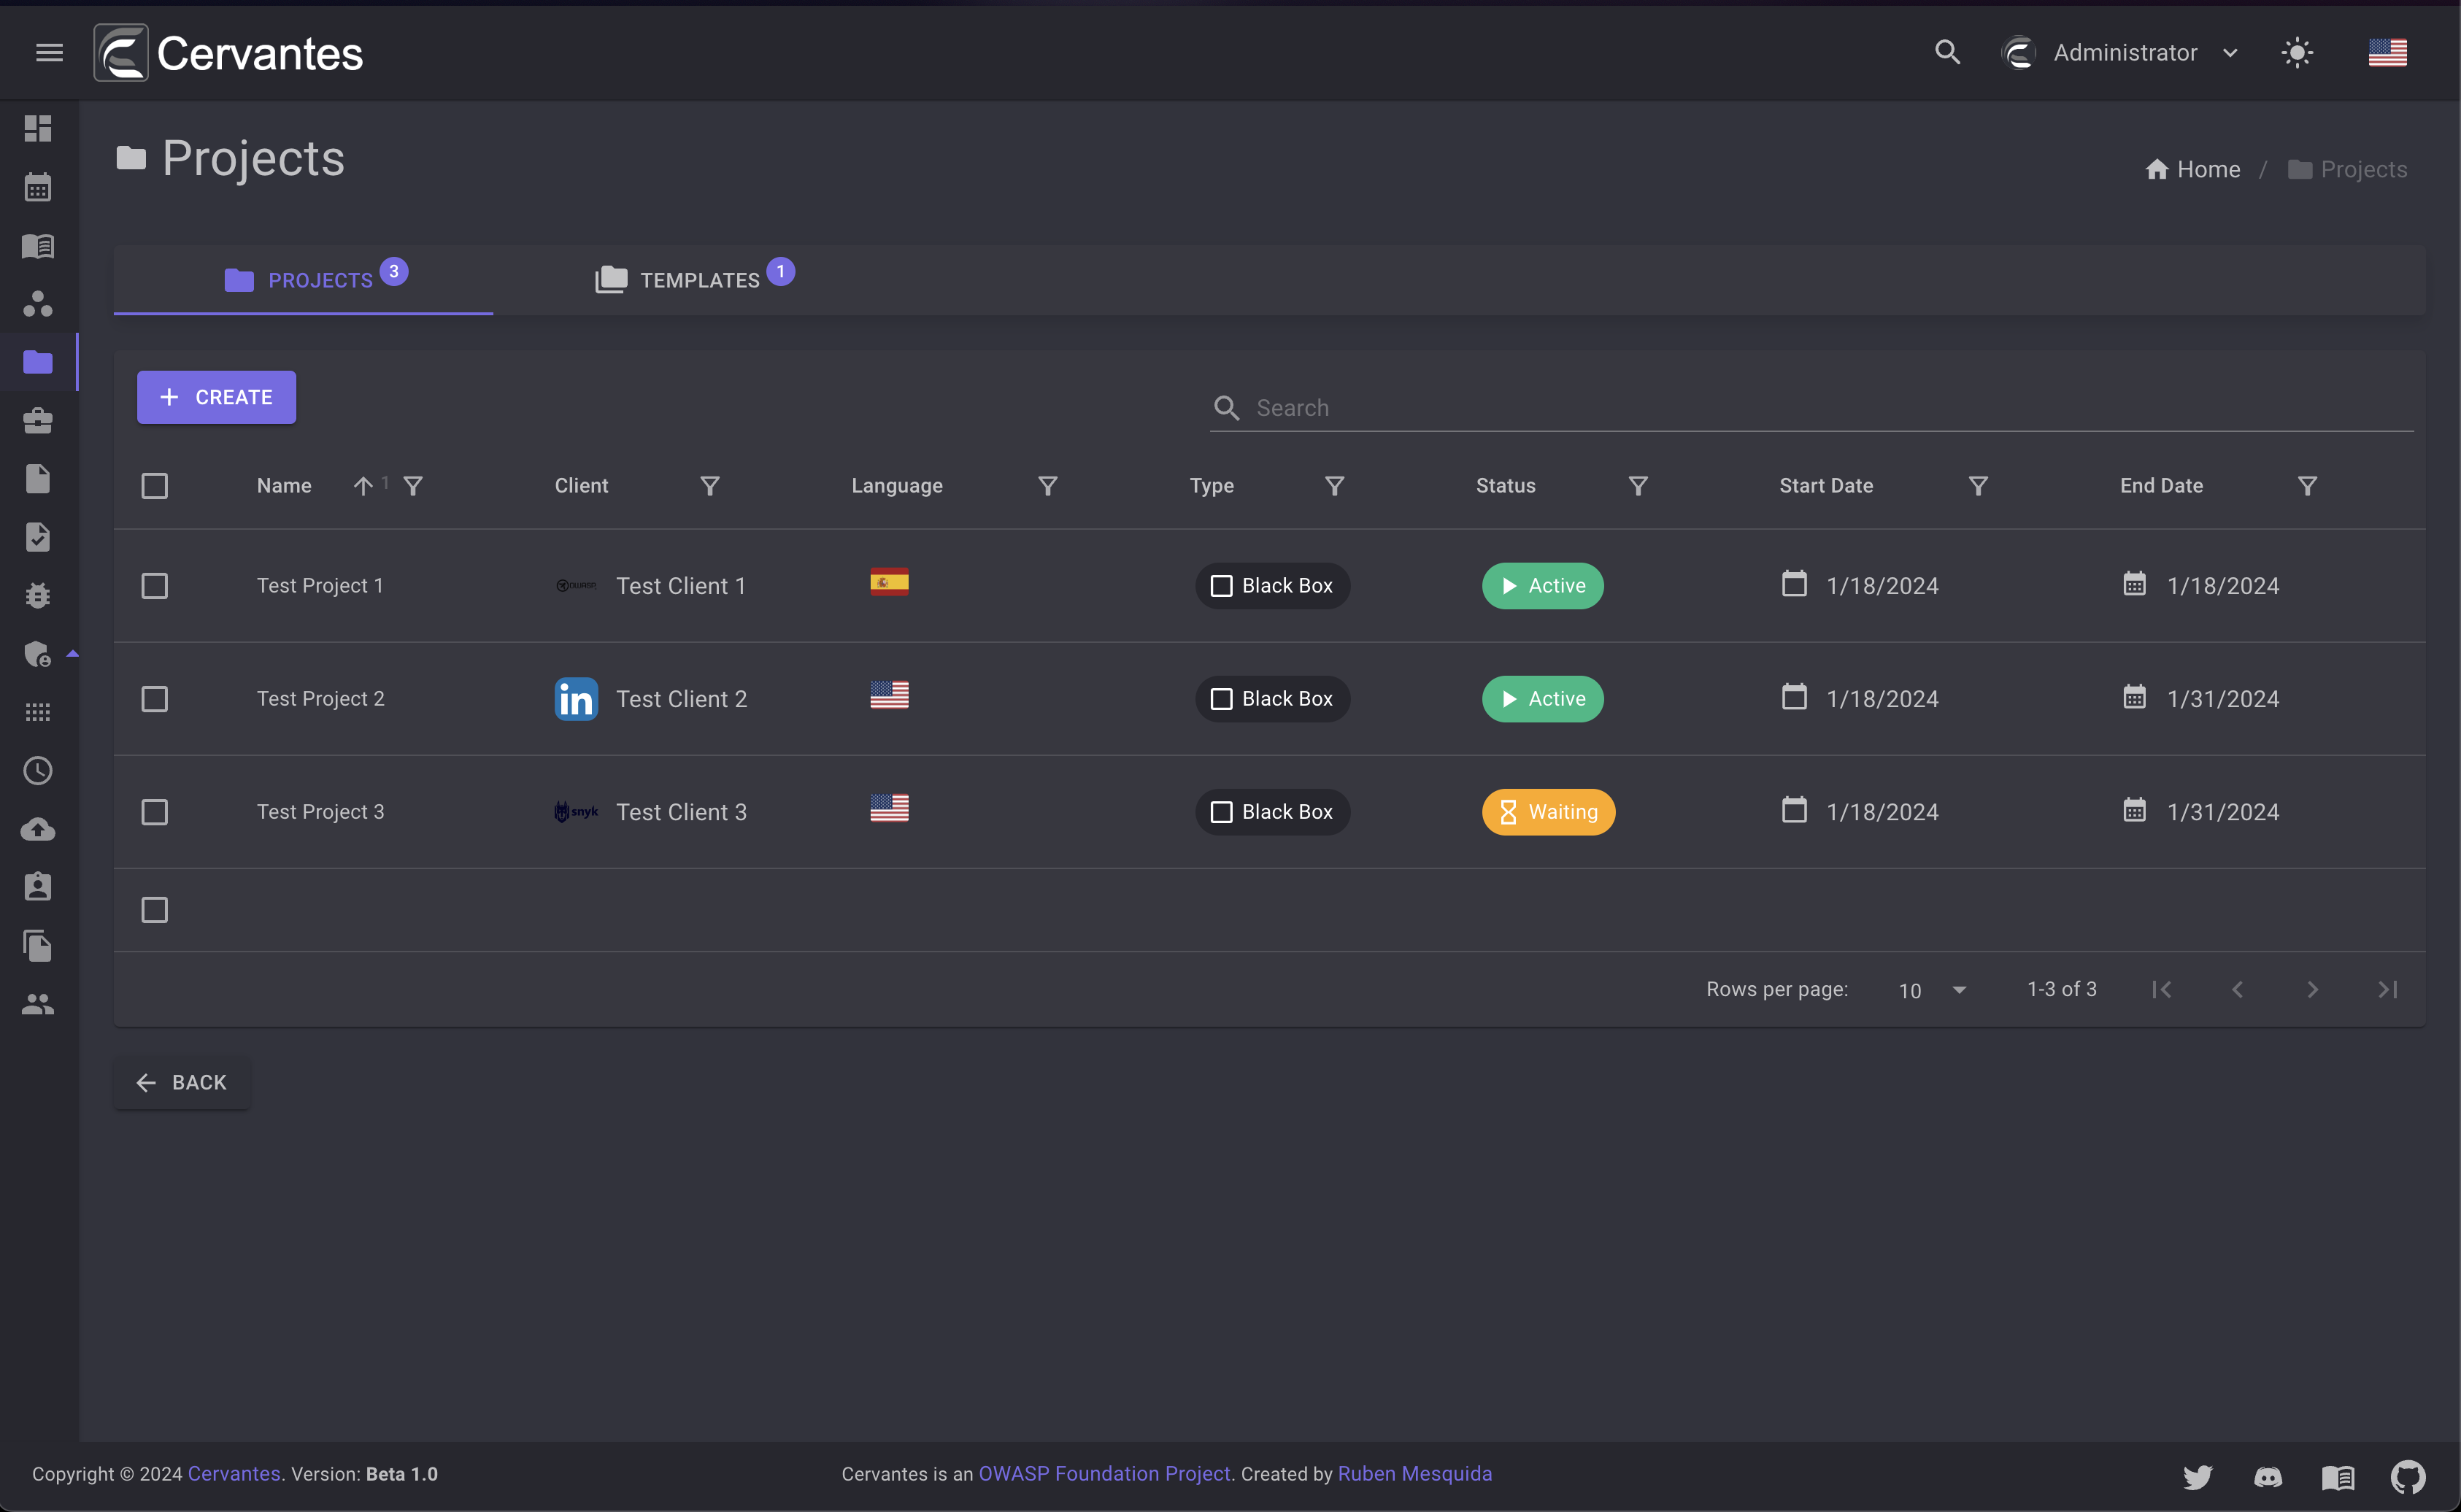 Cervantes
Administrator
Projects
Home / Projects
PROJECTS 3
TEMPLATES 1
CREATE
Search
Name 1 Client Language Type Status Start Date End Date
Test Project 1 OWASP Test Client 1 Black Box Active 1/18/2024 1/18/2024
Test Project 2 in Test Client 2 Black Box Active 1/18/2024 1/31/2024
Test Project 3 snyk Test Client 3 Black Box Waiting 1/18/2024 1/31/2024
Rows per page: 10 1-3 of 3
BACK
Copyright © 2024 Cervantes. Version: Beta 1.0
Cervantes is an OWASP Foundation Project. Created by Ruben Mesquida